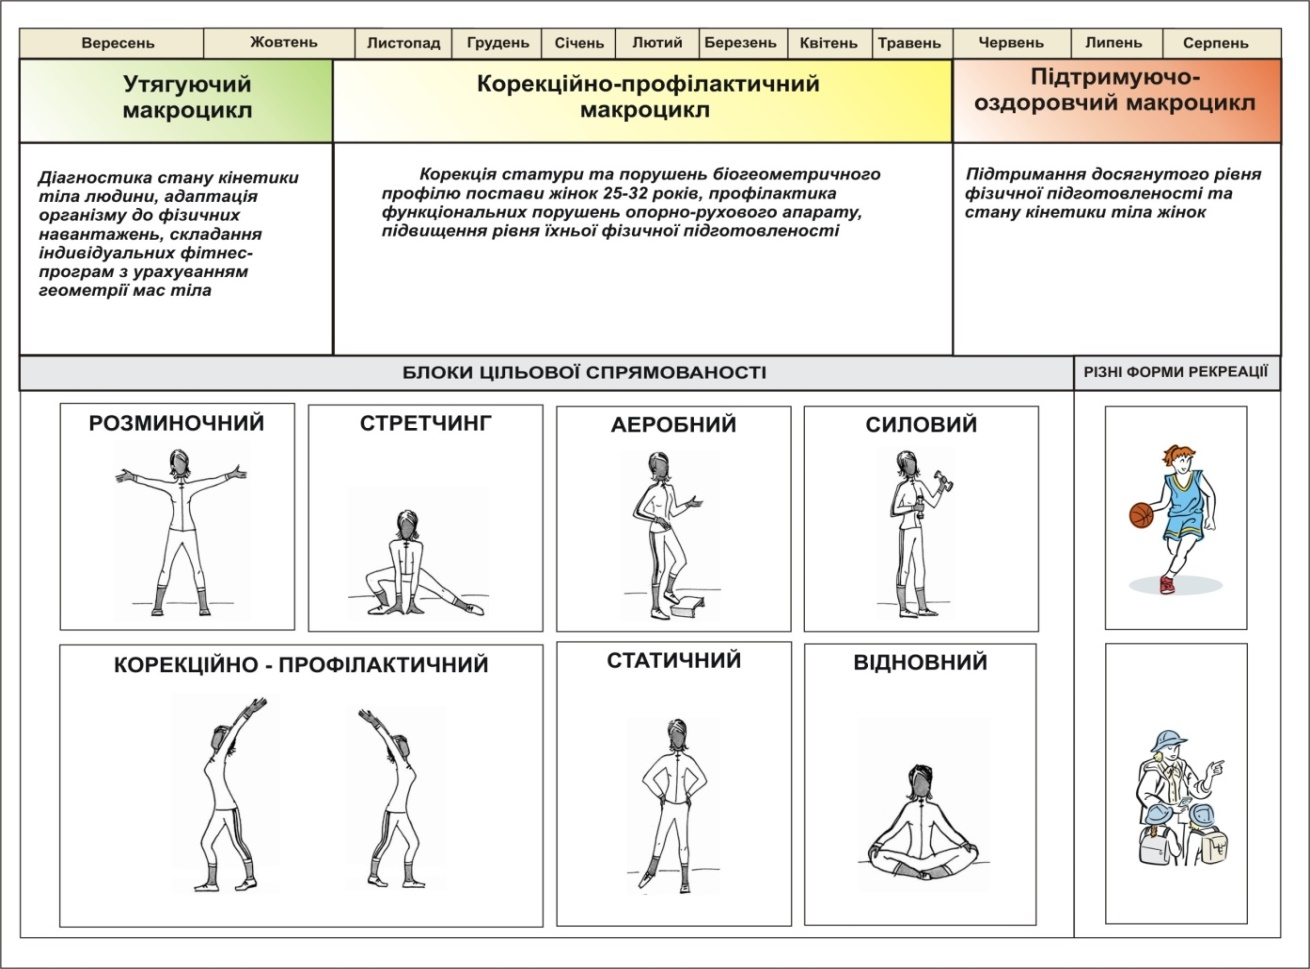 Вересень Жовтень Листопад Грудень Січень Лютий Березень Квітень Травень Червень Липень Серпень
Утягуючий
макроцикл
Корекційно-профілактичний
макроцикл
Підтримуючо-
оздоровчий макроцикл
Діагностика стану кінетики
тіла людини, адаптація
організму до фізичних
навантажень, складання
індивідуальних фітнес-
програм з урахуванням
геометрії мас тіла
Корекція статури та порушень біогеометричного
профілю постави жінок 25-32 років, профілактика
функціональних порушень опорно-рухового апарату,
підвищення рівня їхньої фізичної підготовленості
Підтримання досягнутого рівня
фізичної підготовленості та
стану кінетики тіла жінок
БЛОКИ ЦІЛЬОВОЇ СПРЯМОВАНОСТІ
РІЗНІ ФОРМИ РЕКРЕАЦІЇ
РОЗМИНОЧНИЙ
СТРЕТЧИНГ
АЕРОБНИЙ
СИЛОВИЙ
КОРЕКЦІЙНО - ПРОФІЛАКТИЧНИЙ
СТАТИЧНИЙ
ВІДНОВНИЙ